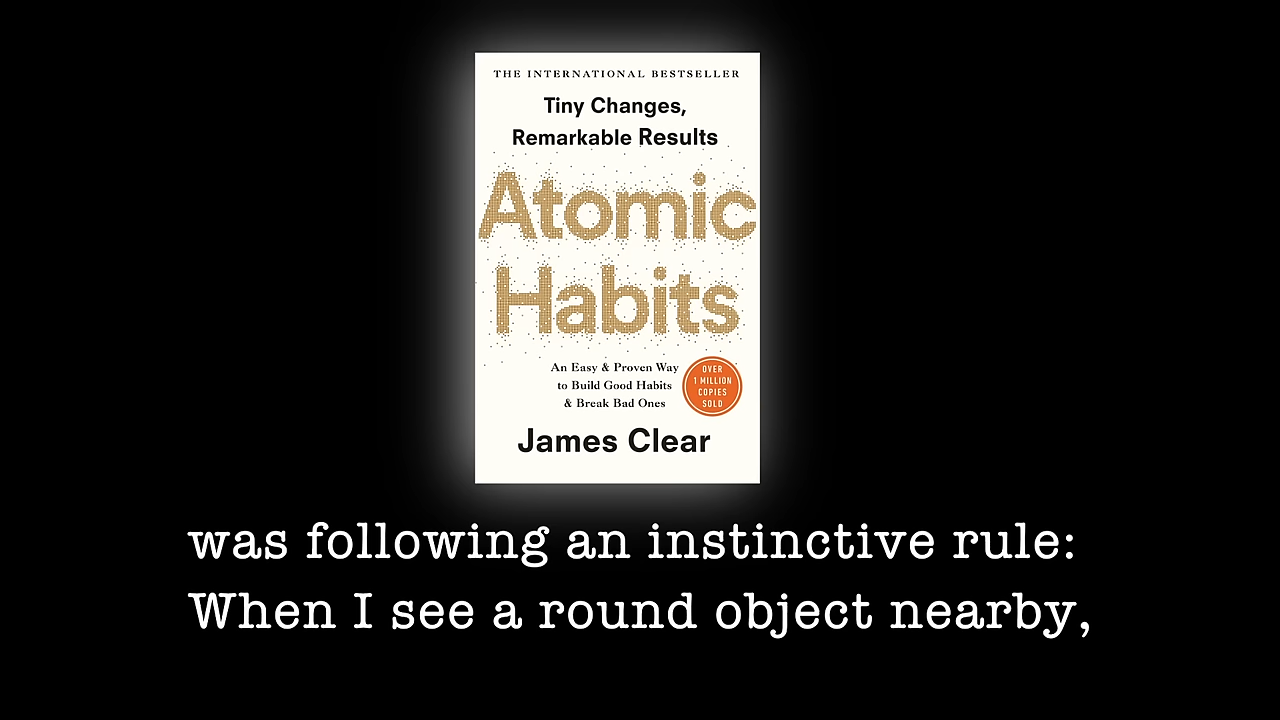 THE INTERNATIONAL BESTSELLER
Tiny Changes,
Remarkable Results
Atomic
Habits
An Easy & Proven Way
to Build Good Habits
& Break Bad Ones
OVER
1 MILLION
COPIES
SOLD
James Clear
was following an instinctive rule:
When I see a round object nearby,